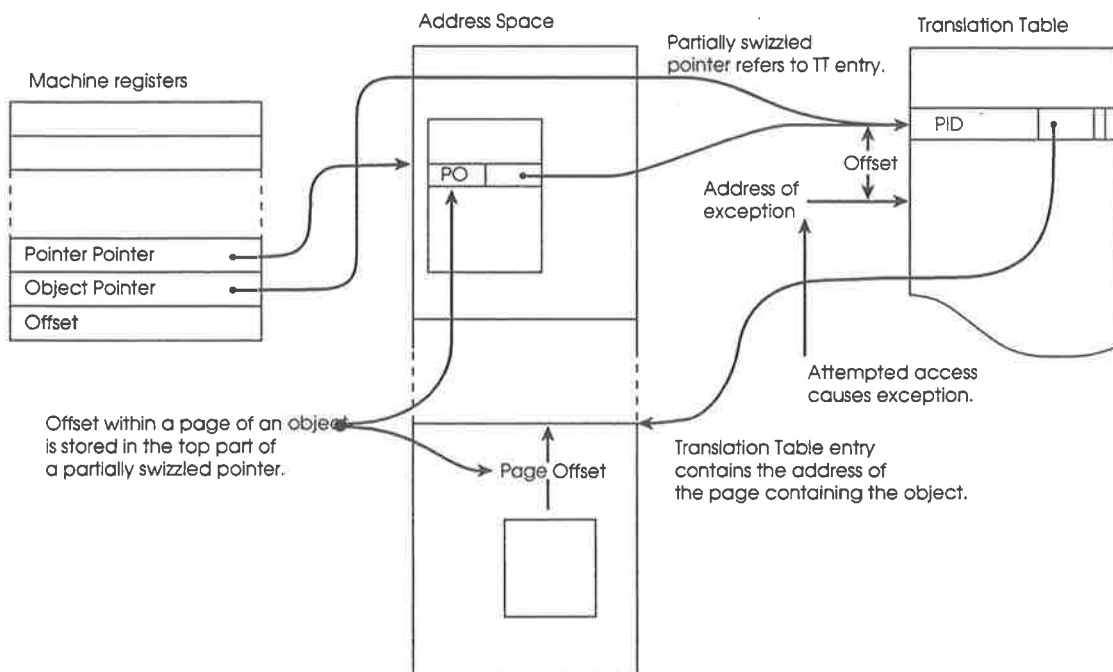 Address Space
Translation Table
Machine registers
Partially swizzled
pointer refers to TT entry.
PO
PID
Offset
Address of
exception
Pointer Pointer
Object Pointer
Offset
Attempted access
causes exception.
Offset within a page of an object
is stored in the top part of
a partially swizzled pointer.
Page Offset
Translation Table entry
contains the address of
the page containing the object.